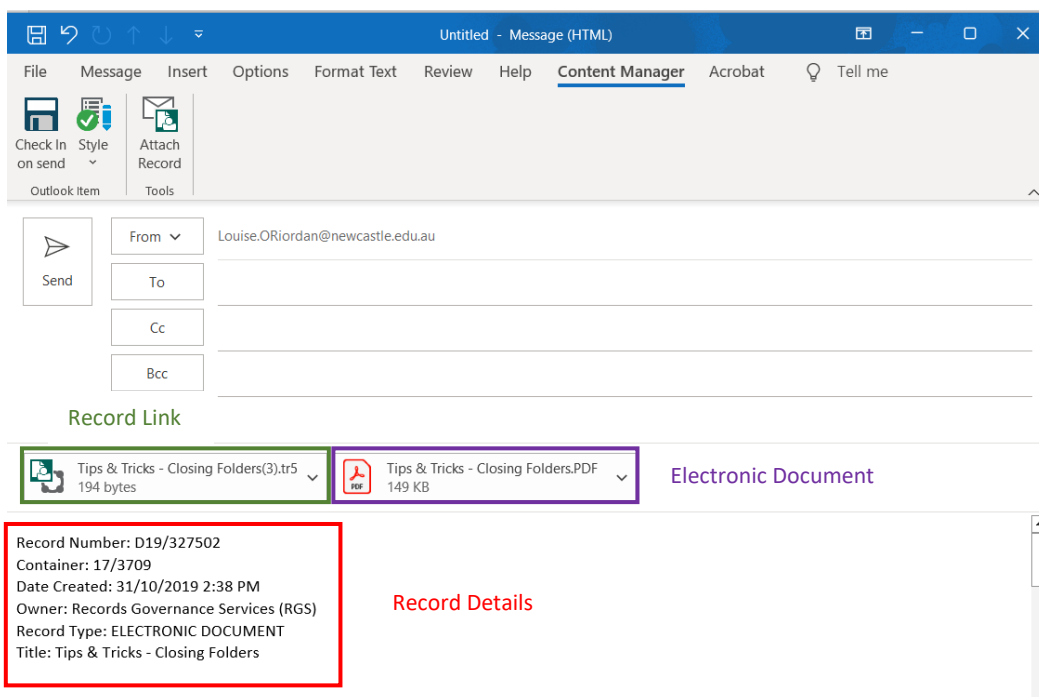 Untitled - Message (HTML)
File Message Insert Options Format Text Review Help Content Manager Acrobat Tell me
Check In on send
Style
Attach Record
Outlook Item
Tools
Send
From
Louise.ORiordan@newcastle.edu.au
To
Cc
Bcc
Record Link
Tips & Tricks - Closing Folders(3).tr5
194 bytes
PDF
Tips & Tricks - Closing Folders.PDF
149 KB
Electronic Document
Record Number: D19/327502
Container: 17/3709
Date Created: 31/10/2019 2:38 PM
Owner: Records Governance Services (RGS)
Record Type: ELECTRONIC DOCUMENT
Title: Tips & Tricks - Closing Folders
Record Details